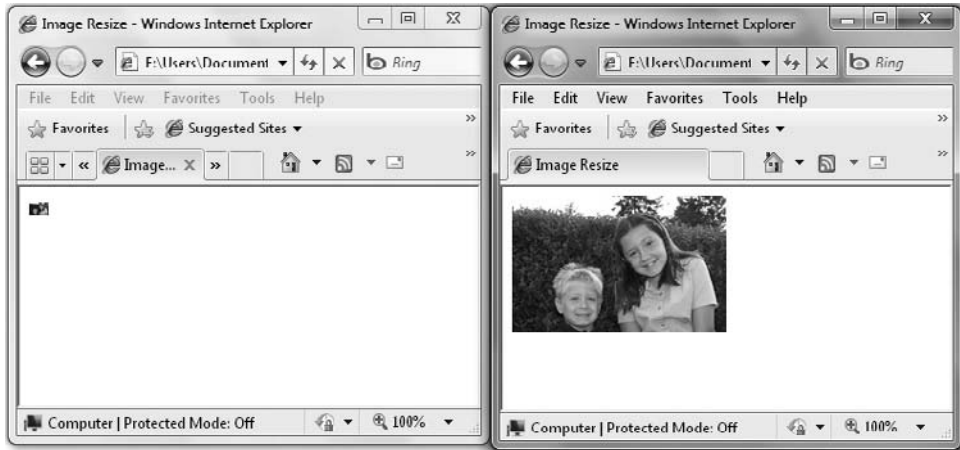 Image Resize - Windows Internet Explorer
F:\Users\Document
Bing
File Edit View Favorites Tools Help
Favorites Suggested Sites
Image...
Computer | Protected Mode: Off 100%
Image Resize - Windows Internet Explorer
F:\Users\Document
Bing
File Edit View Favorites Tools Help
Favorites Suggested Sites
Image Resize
Computer | Protected Mode: Off 100%